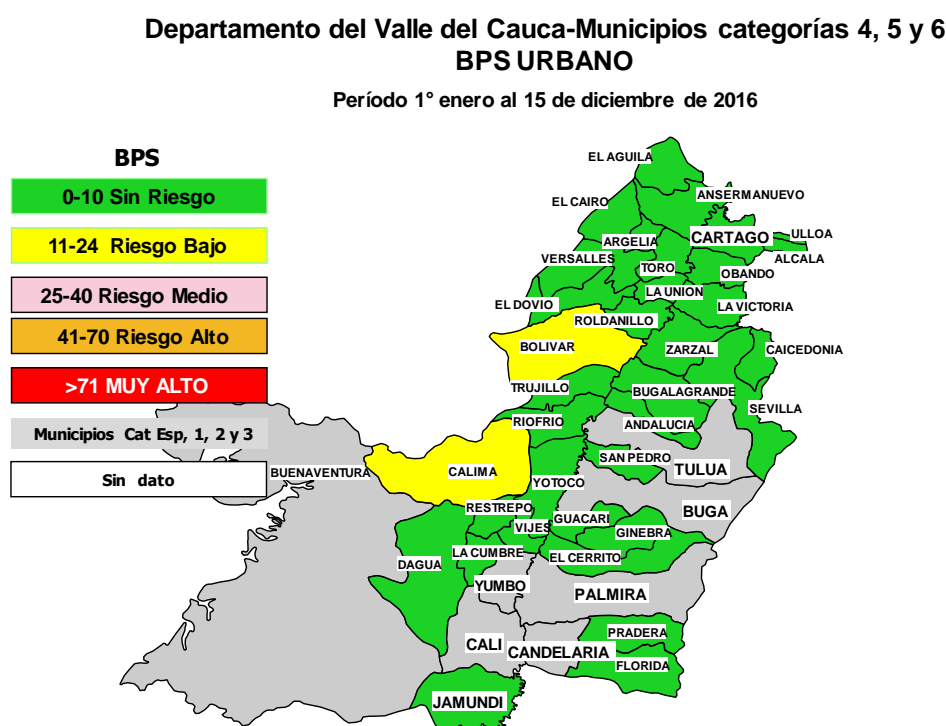 Departamento del Valle del Cauca-Municipios categorías 4, 5 y 6
BPS URBANO
Período 1° enero al 15 de diciembre de 2016
BPS
0-10 Sin Riesgo
11-24 Riesgo Bajo
25-40 Riesgo Medio
41-70 Riesgo Alto
>71 MUY ALTO
Municipios Cat Esp, 1, 2 y 3
Sin dato
EL AGUILA
ANSERMANUEVO
EL CAIRO
ULLOA
CARTAGO
ARGELIA
ALCALA
VERSALLES
TORO
OBANDO
LA UNION
EL DOVIO
LA VICTORIA
ROLDANILLO
BOLIVAR
ZARZAL
CAICEDONIA
TRUJILLO
BUGALAGRANDE
SEVILLA
RIOFRIO
ANDALUCIA
SAN PEDRO
TULUA
BUENAVENTURA
CALIMA
YOTOCO
RESTREPO
BUGA
GUACARI
VIJES
GINEBRA
LA CUMBRE
EL CERRITO
DAGUA
YUMBO
PALMIRA
PRADERA
CALI
CANDELARIA
FLORIDA
JAMUNDI